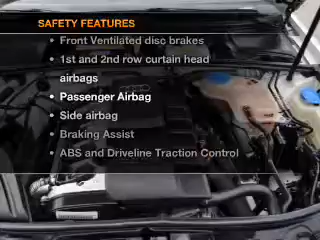 SAFETY FEATURES
• Front Ventilated disc brakes
• 1st and 2nd row curtain head
airbags
• Passenger Airbag
• Side airbag
• Braking Assist
• ABS and Driveline Traction Control